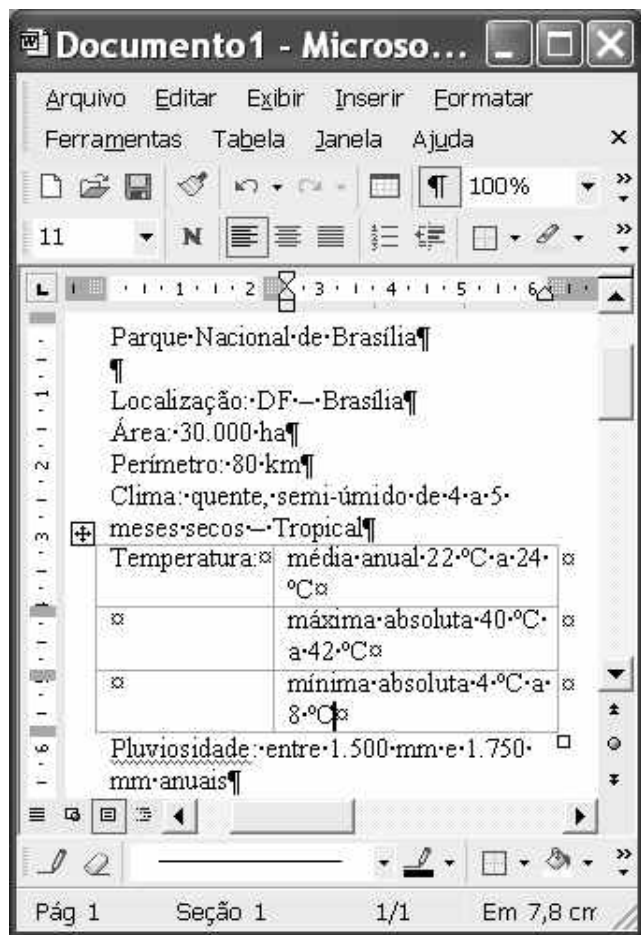 Documento1 - Microso...
Arquivo Editar Exibir Inserir Formatar
Ferramentas Tabela Janela Ajuda
100%
11 N
1 2 3 4 5 6
Parque·Nacional·de·Brasília¶
¶
Localização:·DF·–·Brasília¶
Área:·30.000·ha¶
Perímetro:·80·km¶
Clima:·quente,·semi-úmido·de·4·a·5·
meses·secos·–·Tropical¶
Temperatura:¤ média·anual·22·ºC·a·24·
ºC¤
¤ máxima·absoluta·40·ºC·
a·42·ºC¤
¤ mínima·absoluta·4·ºC·a·
8·ºC¤
Pluviosidade:·entre·1.500·mm·e·1.750·
mm·anuais¶
Pág 1 Seção 1 1/1 Em 7,8 cm